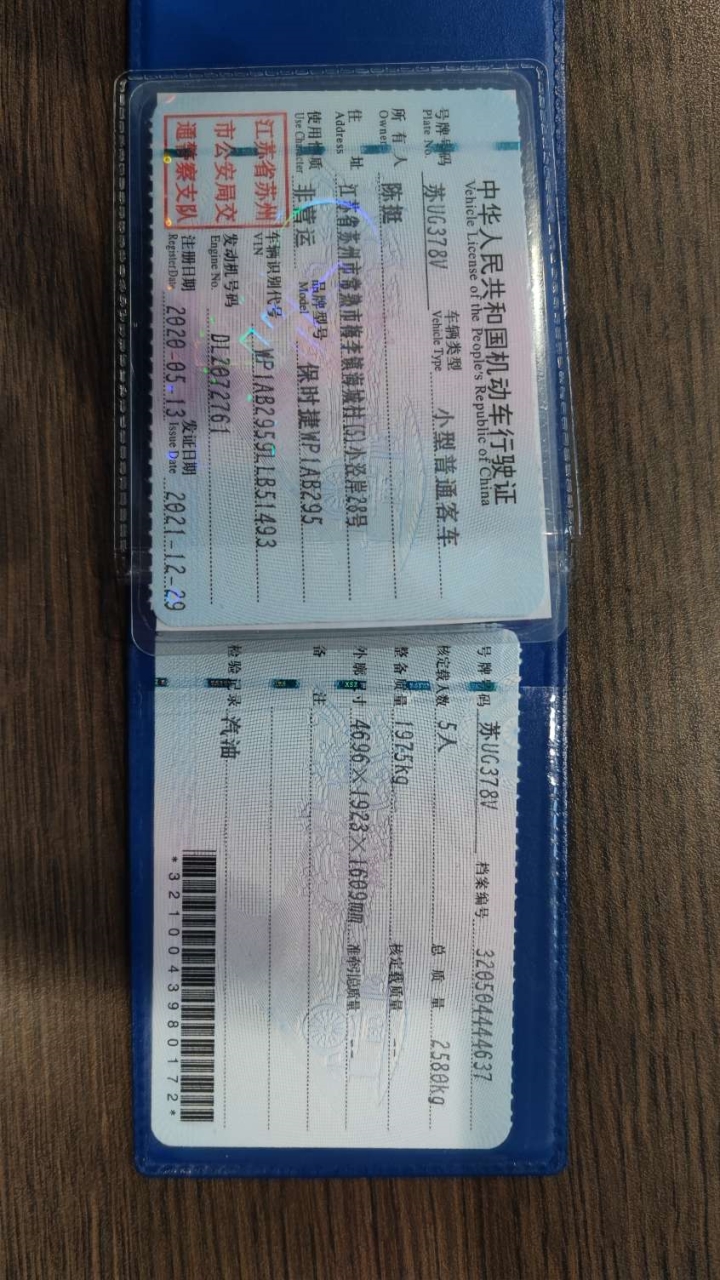 中华人民共和国机动车行驶证
Vehicle License of the People's Republic of China
号牌号码 苏UG378V 车辆类型 小型普通客车
Plate No. Vehicle Type
所有人 陈挺
Owner
住址 江苏省苏州市常熟市梅李镇海城村(5)小泾岸28号
Address
使用性质 非营运 品牌型号 保时捷WP1AB295
Use Character Model
江苏省苏州
市公安局交
通警察支队
车辆识别代号 WP1AB2959LLB51493
VIN
发动机号码 DL2072761
Engine No.
注册日期 2020-05-13 发证日期 2021-12-29
Register Date Issue Date
号牌号码 苏UG378V 档案编号 320504444637
核定载人数 5人 总质量 2580kg
整备质量 1975kg 核定载质量 --
外廓尺寸 4696×1923×1609mm 准牵引总质量 --
备注
检验记录 汽油
*3210043980172*